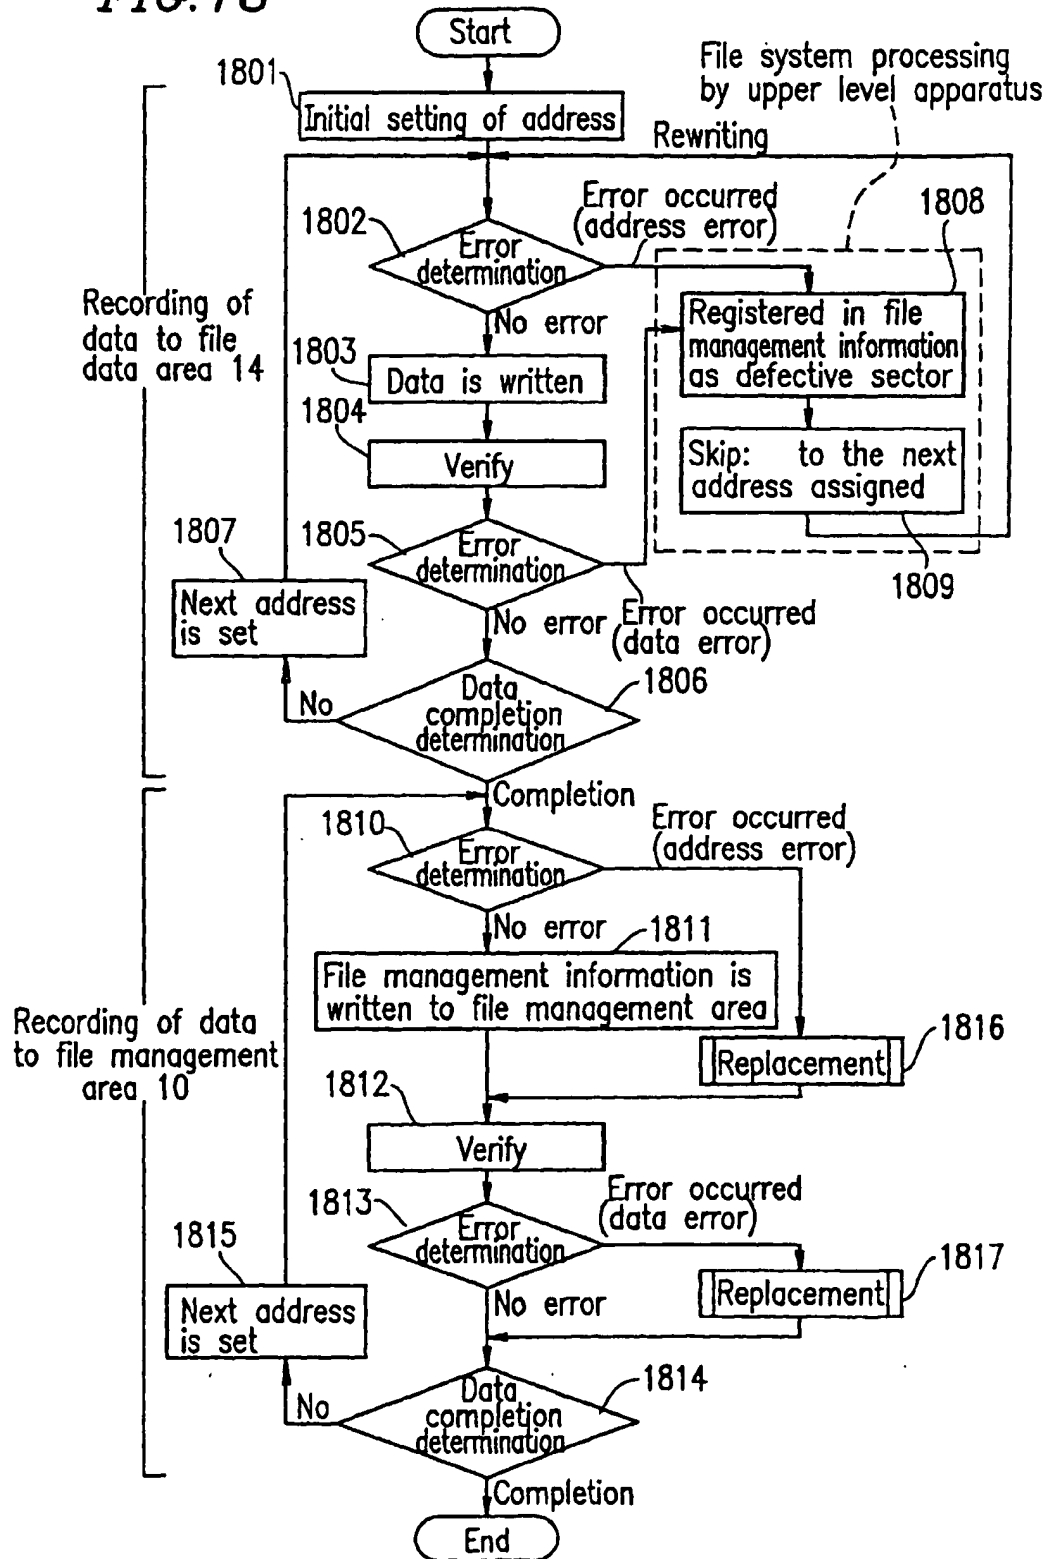 Start
File system processing
by upper level apparatus
1801
Initial setting of address
Rewriting
Error occurred
(address error)
1808
1802
Error
determination
Recording of
data to file
data area 14
No error
Registered in file
management information
as defective sector
1803
Data is written
1804
Verify
Skip: to the next
address assigned
1805
Error
determination
1807
1809
Next address
is set
No error
Error occurred
(data error)
1806
Data
completion
determination
No
Completion
1810
Error occurred
(address error)
Error
determination
No error
1811
File management information is
written to file management area
Recording of data
to file management
area 10
1816
Replacement
1812
Verify
1813
Error occurred
(data error)
Error
determination
1815
1817
Replacement
Next address
is set
No error
1814
Data
completion
determination
No
Completion
End